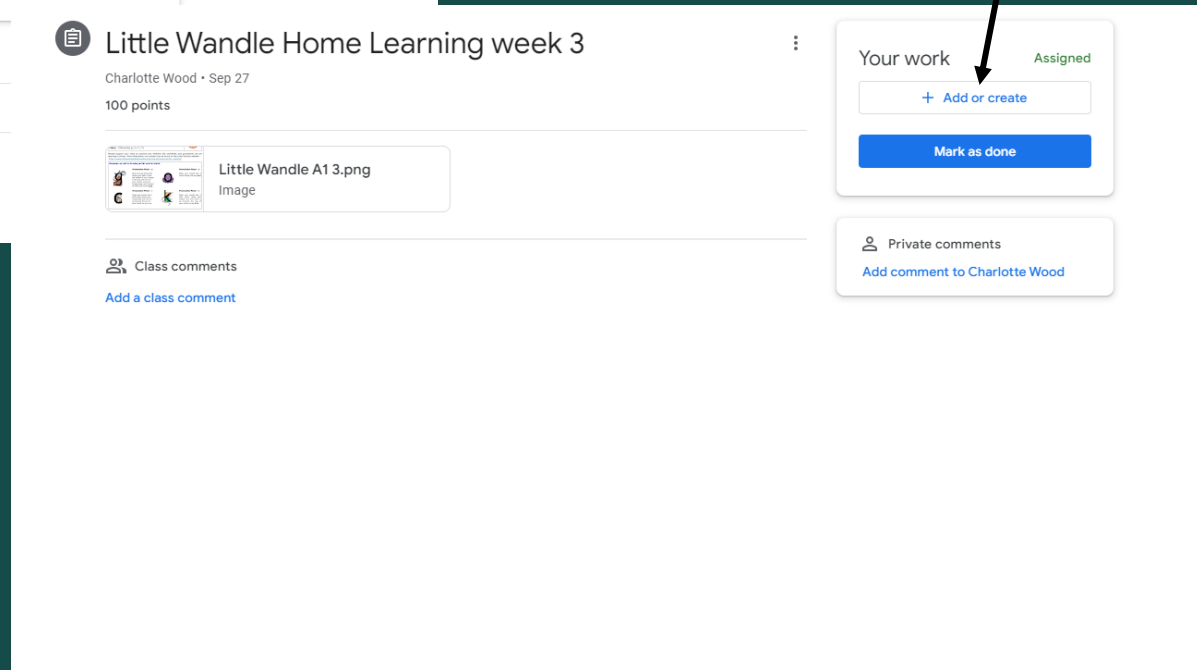 Little Wandle Home Learning week 3
Charlotte Wood • Sep 27
100 points
Little Wandle A1 3.png
Image
Class comments
Add a class comment
Your work
Assigned
+ Add or create
Mark as done
Private comments
Add comment to Charlotte Wood